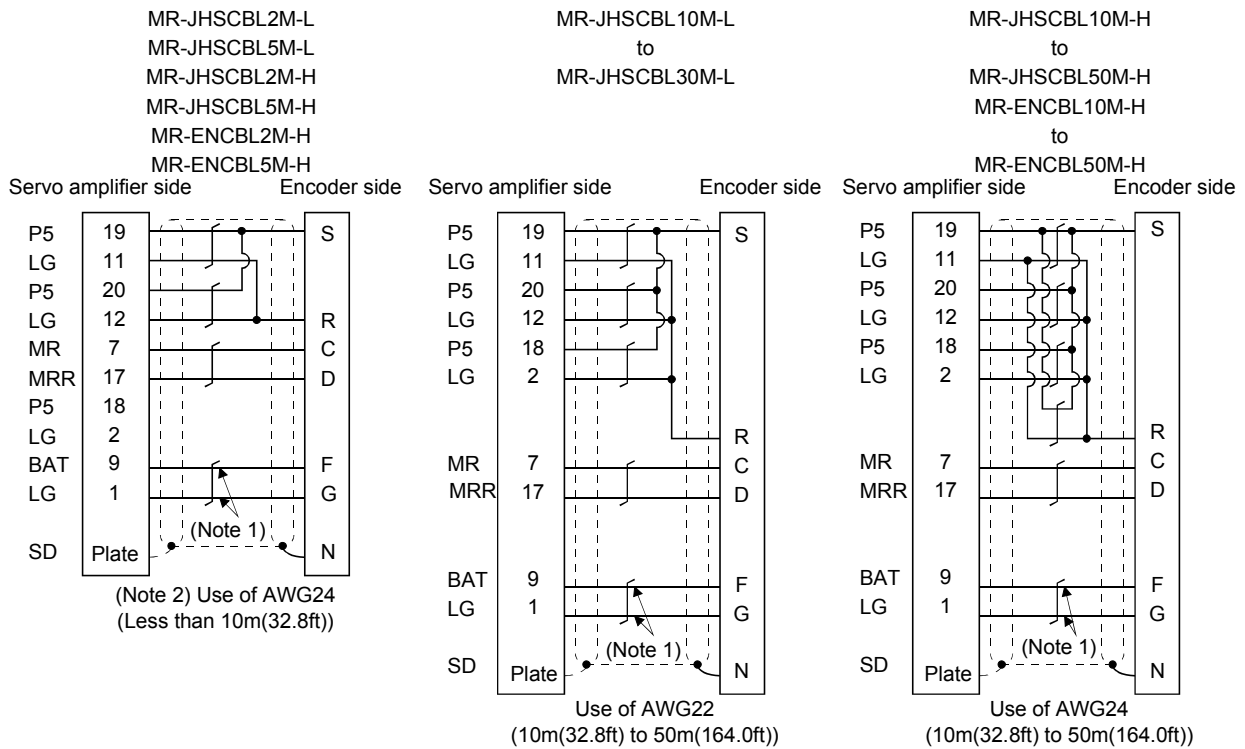 MR-JHSCBL2M-L
MR-JHSCBL5M-L
MR-JHSCBL2M-H
MR-JHSCBL5M-H
MR-ENCBL2M-H
MR-ENCBL5M-H
Servo amplifier side Encoder side
P5 19 S
LG 11
P5 20
LG 12 R
MR 7 C
MRR 17 D
P5 18
LG 2
BAT 9 F
LG 1 G
(Note 1)
SD Plate N
(Note 2) Use of AWG24
(Less than 10m(32.8ft))
MR-JHSCBL10M-L
to
MR-JHSCBL30M-L
Servo amplifier side Encoder side
P5 19 S
LG 11
P5 20
LG 12
P5 18
LG 2
R
MR 7 C
MRR 17 D
BAT 9 F
LG 1 G
(Note 1)
SD Plate N
Use of AWG22
(10m(32.8ft) to 50m(164.0ft))
MR-JHSCBL10M-H
to
MR-JHSCBL50M-H
MR-ENCBL10M-H
to
MR-ENCBL50M-H
Servo amplifier side Encoder side
P5 19 S
LG 11
P5 20
LG 12
P5 18
LG 2
R
MR 7 C
MRR 17 D
BAT 9 F
LG 1 G
(Note 1)
SD Plate N
Use of AWG24
(10m(32.8ft) to 50m(164.0ft))